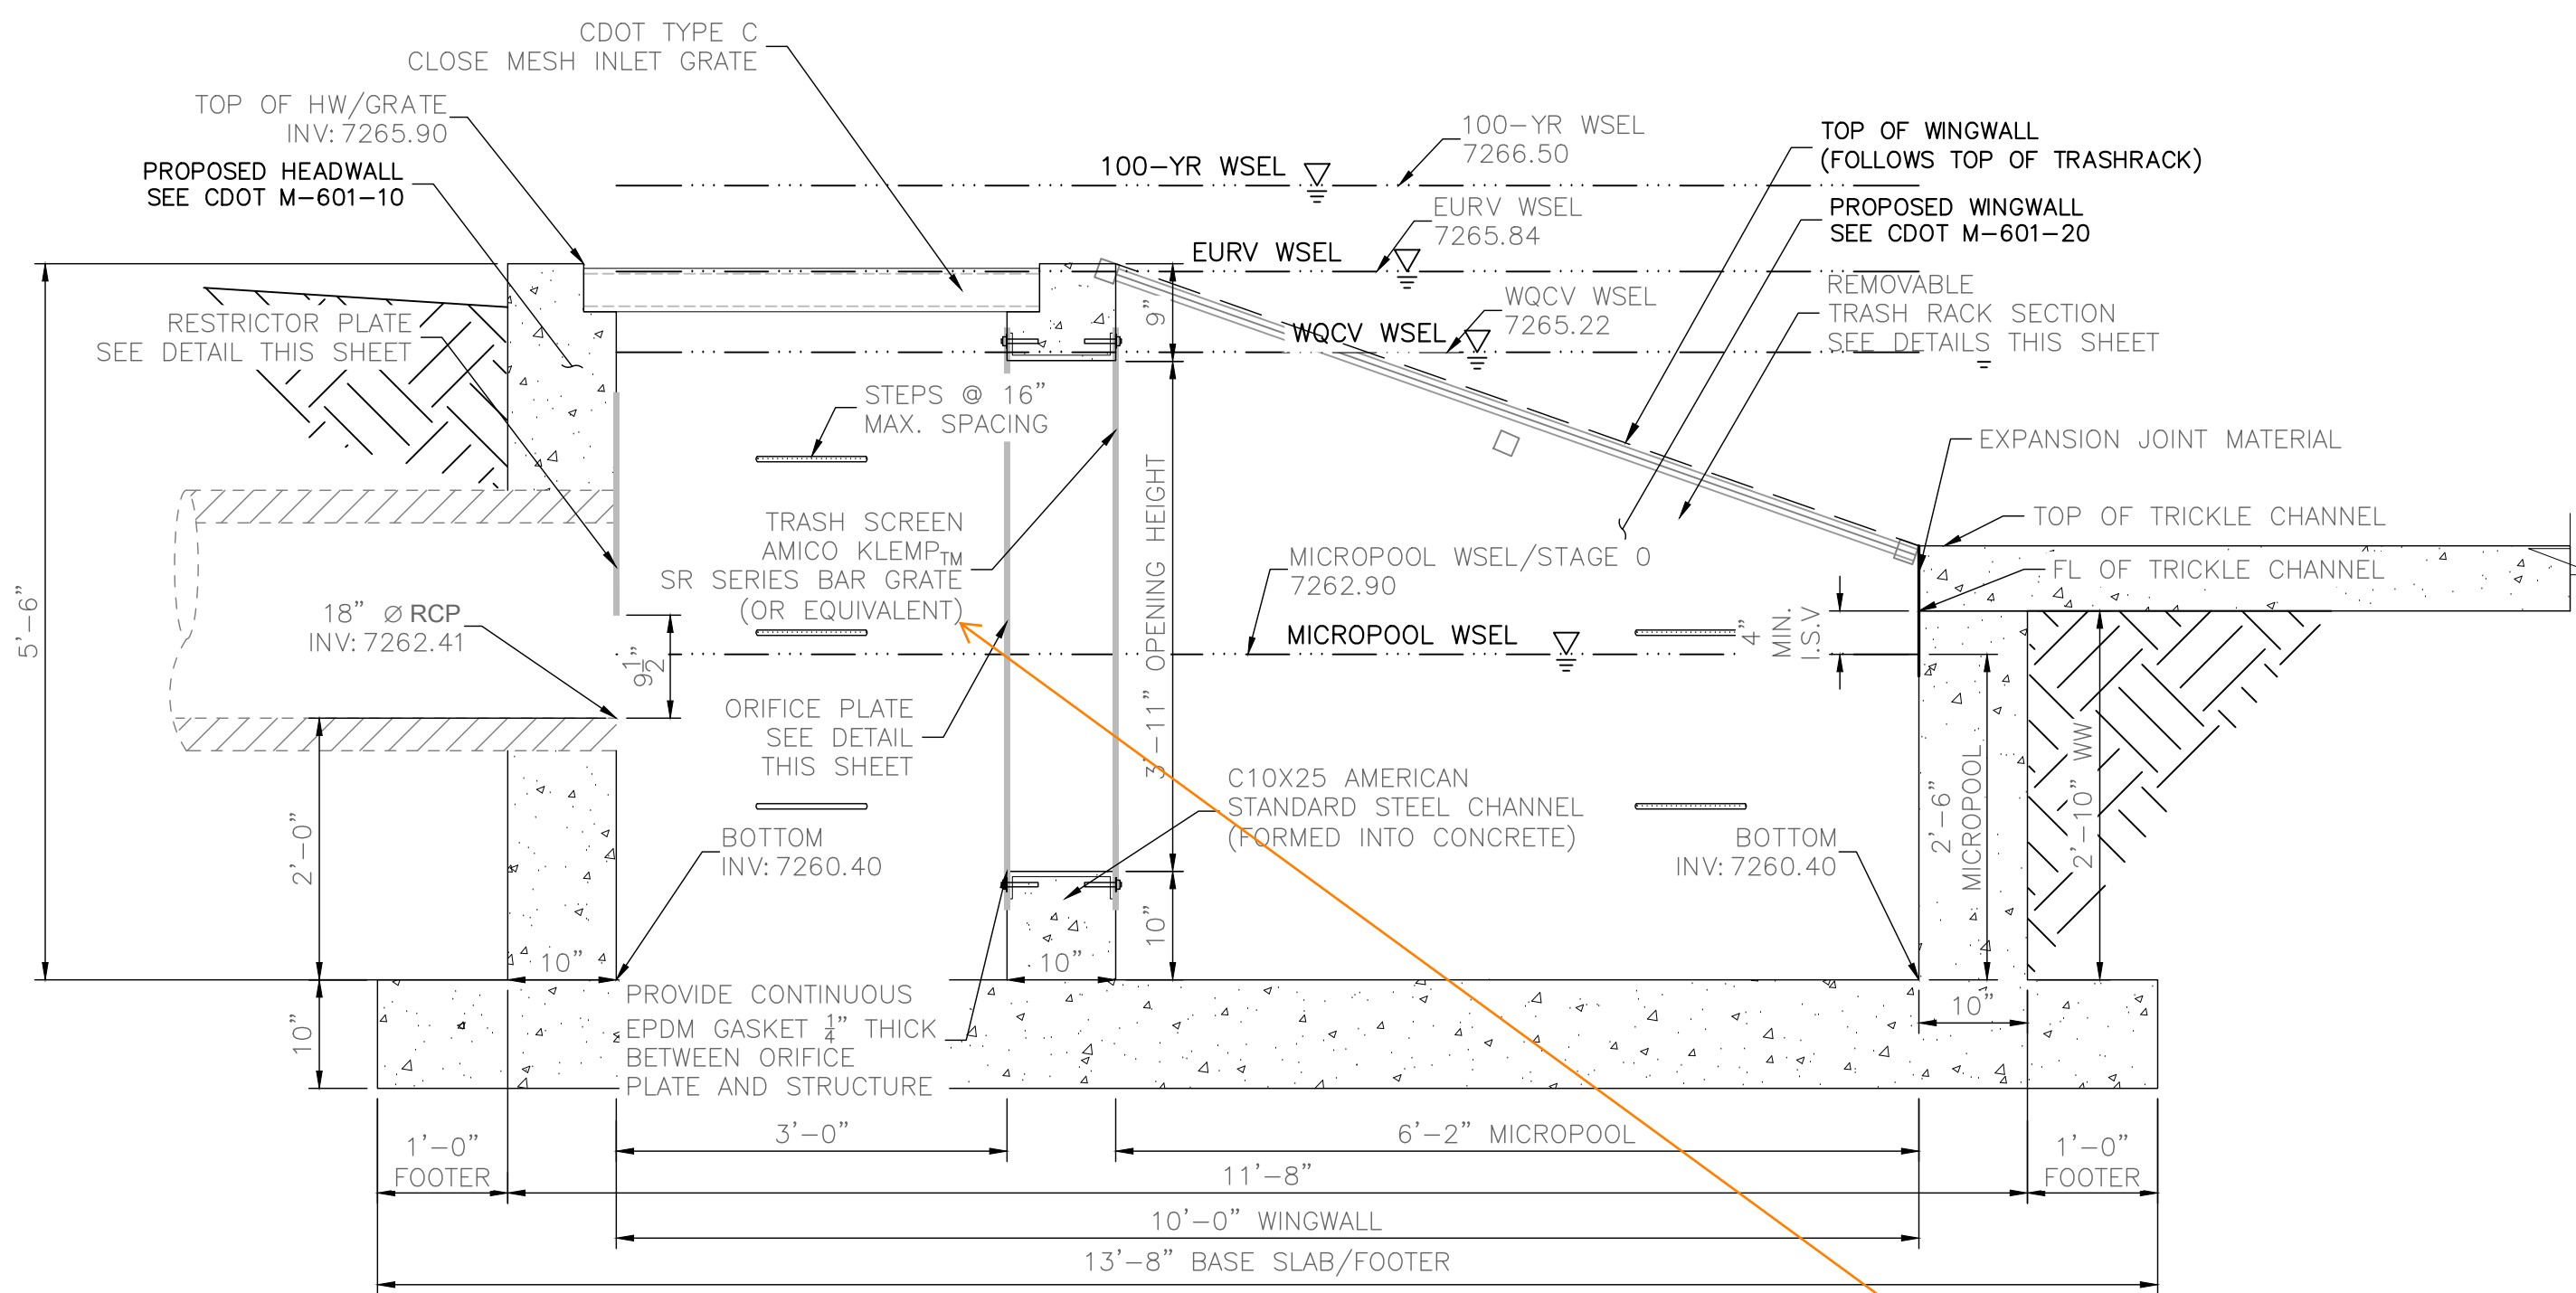 CDOT TYPE C
CLOSE MESH INLET GRATE
TOP OF HW/GRATE
INV: 7265.90
PROPOSED HEADWALL
SEE CDOT M-601-10
100-YR WSEL
100-YR WSEL
7266.50
TOP OF WINGWALL
(FOLLOWS TOP OF TRASHRACK)
EURV WSEL
EURV WSEL
7265.84
PROPOSED WINGWALL
SEE CDOT M-601-20
WQCV WSEL
WQCV WSEL
7265.22
REMOVABLE
TRASH RACK SECTION
SEE DETAILS THIS SHEET
RESTRICTOR PLATE
SEE DETAIL THIS SHEET
9"
STEPS @ 16"
MAX. SPACING
EXPANSION JOINT MATERIAL
TOP OF TRICKLE CHANNEL
FL OF TRICKLE CHANNEL
TRASH SCREEN
AMICO KLEMP™
SR SERIES BAR GRATE
(OR EQUIVALENT)
3'-11" OPENING HEIGHT
MICROPOOL WSEL/STAGE 0
7262.90
MICROPOOL WSEL
4"
MIN.
I.S.V
5'-6"
18" Ø RCP
INV: 7262.41
9½"
ORIFICE PLATE
SEE DETAIL
THIS SHEET
C10X25 AMERICAN
STANDARD STEEL CHANNEL
(FORMED INTO CONCRETE)
2'-6"
MICROPOOL
2'-10" WW
2'-0"
BOTTOM
INV: 7260.40
BOTTOM
INV: 7260.40
10"
10"
10"
10"
10"
PROVIDE CONTINUOUS
EPDM GASKET ¼" THICK
BETWEEN ORIFICE
PLATE AND STRUCTURE
1'-0"
FOOTER
3'-0"
6'-2" MICROPOOL
1'-0"
FOOTER
11'-8"
10'-0" WINGWALL
13'-8" BASE SLAB/FOOTER